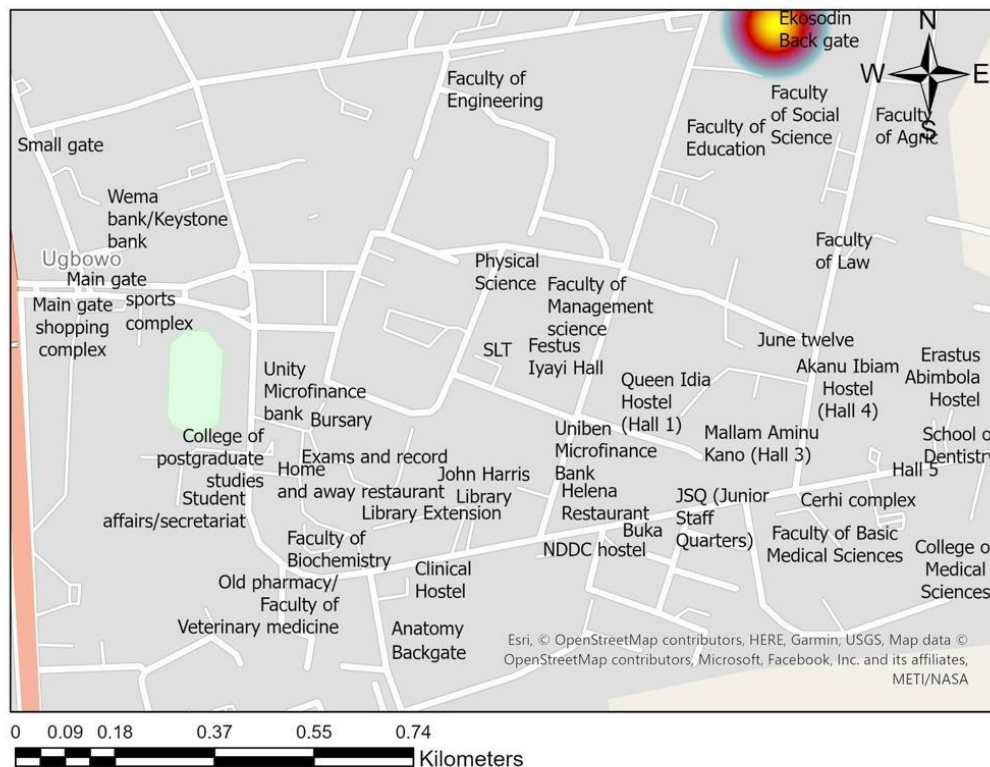 Ekosodin
Back gate
N
W
E
S
Faculty of
Engineering
Faculty
of Social
Science
Faculty
of Agric
Faculty of
Education
Small gate
Wema
bank/Keystone
bank
Ugbowo
Main gate
Main gate
shopping
complex
sports
complex
Faculty
of Law
Physical
Science
Faculty of
Management
science
SLT
Festus
Iyayi Hall
June twelve
Akanu Ibiam
Hostel
(Hall 4)
Erastus
Abimbola
Hostel
Unity
Microfinance
bank
Bursary
Queen Idia
Hostel
(Hall 1)
Mallam Aminu
Kano (Hall 3)
Uniben
Microfinance
Bank
School o
Dentistry
Hall 5
College of
postgraduate
studies
Exams and record
Home
and away restaurant
John Harris
Library
Library Extension
Student
affairs/secretariat
Helena
Restaurant
Buka
JSQ (Junior
Staff
Quarters)
Cerhi complex
NDDC hostel
Faculty of Basic
Medical Sciences
College o
Medical
Sciences
Faculty of
Biochemistry
Old pharmacy/
Faculty of
Veterinary medicine
Clinical
Hostel
Anatomy
Backgate
Esri, © OpenStreetMap contributors, HERE, Garmin, USGS, Map data ©
OpenStreetMap contributors, Microsoft, Facebook, Inc. and its affiliates,
METI/NASA
0 0.09 0.18 0.37 0.55 0.74
Kilometers